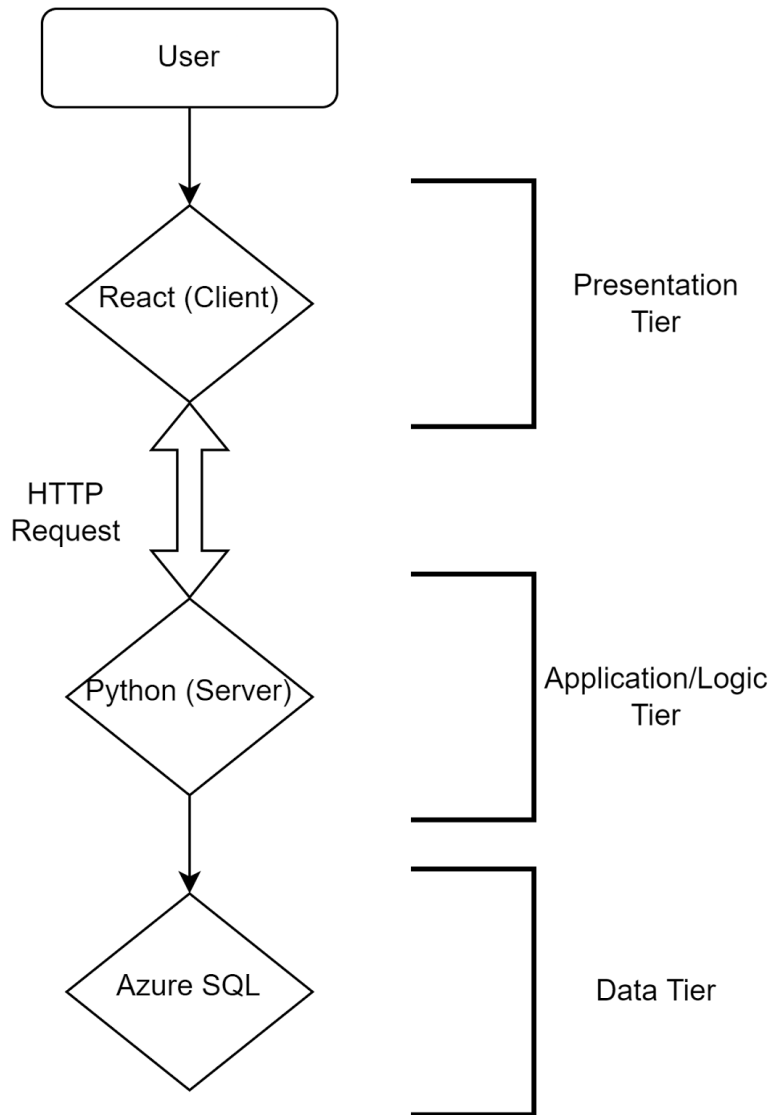 User
React (Client)
Presentation
Tier
HTTP
Request
Python (Server)
Application/Logic
Tier
Azure SQL
Data Tier